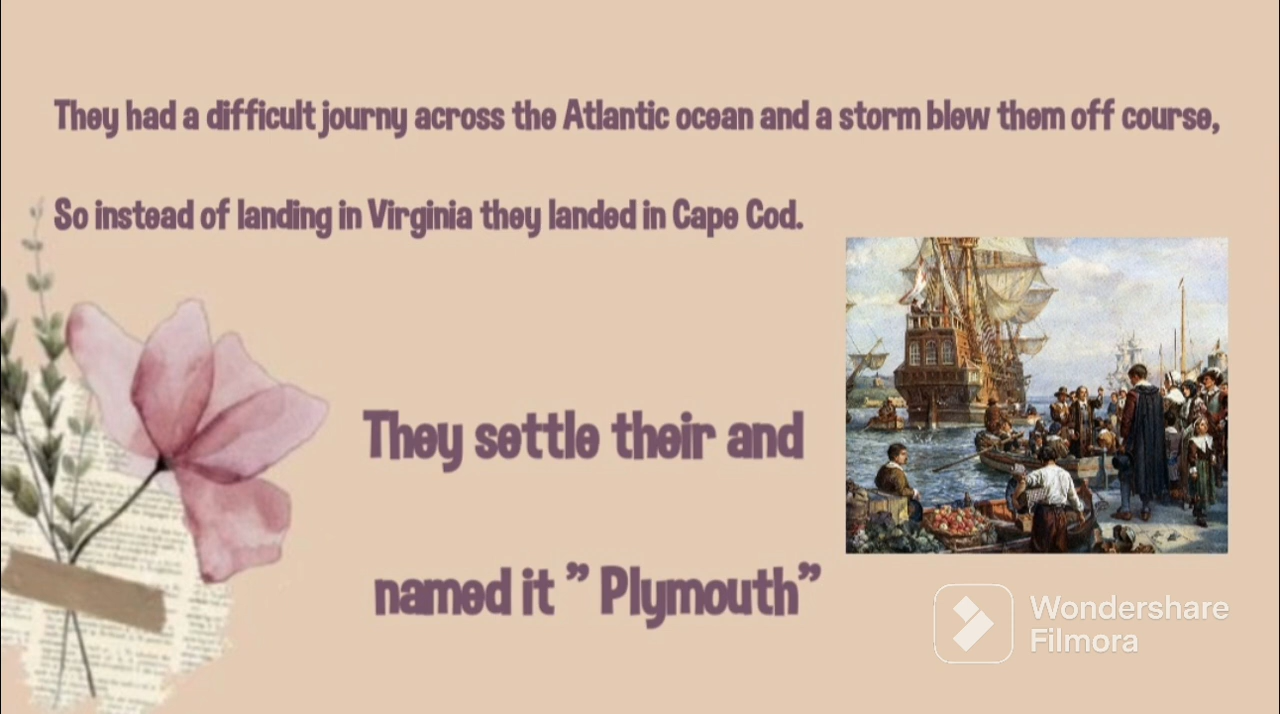 They had a difficult journy across the Atlantic ocean and a storm blew them off course,
So instead of landing in Virginia they landed in Cape Cod.
They settle their and
named it ” Plymouth”
Wondershare
Filmora